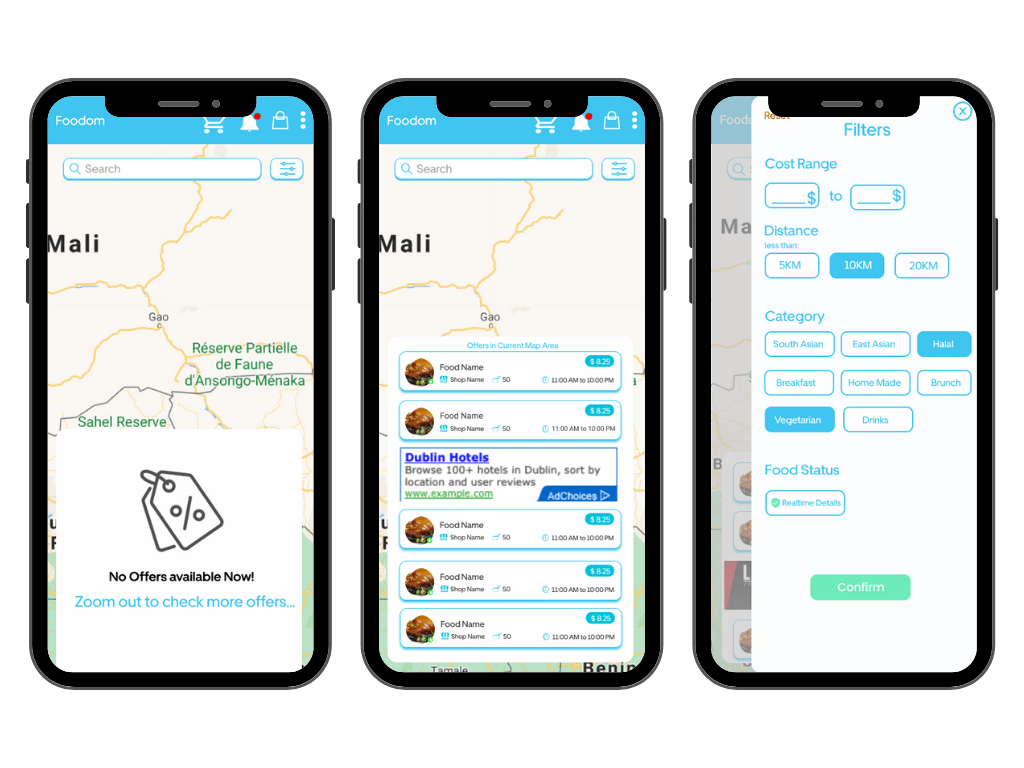 Foodom
Search
Mali
Gao
Réserve Partielle
de Faune
d'Ansongo-Ménaka
Sahel Reserve
No Offers available Now!
Zoom out to check more offers...
Foodom
Search
Mali
Gao
Offers in Current Map Area
Food Name
$ 8.25
Shop Name
50
11:00 AM to 10:00 PM
Food Name
$ 8.25
Shop Name
50
11:00 AM to 10:00 PM
Dublin Hotels
Browse 100+ hotels in Dublin, sort by
location and user reviews
www.example.com
AdChoices
Food Name
$ 8.25
Shop Name
50
11:00 AM to 10:00 PM
Food Name
$ 8.25
Shop Name
50
11:00 AM to 10:00 PM
Food Name
$ 8.25
Shop Name
50
11:00 AM to 10:00 PM
Tamale
Benin
Reset
Filters
Cost Range
____$ to ____$
Distance
less than:
5KM 10KM 20KM
Category
South Asian East Asian Halal
Breakfast Home Made Brunch
Vegetarian Drinks
Food Status
Realtime Details
Confirm